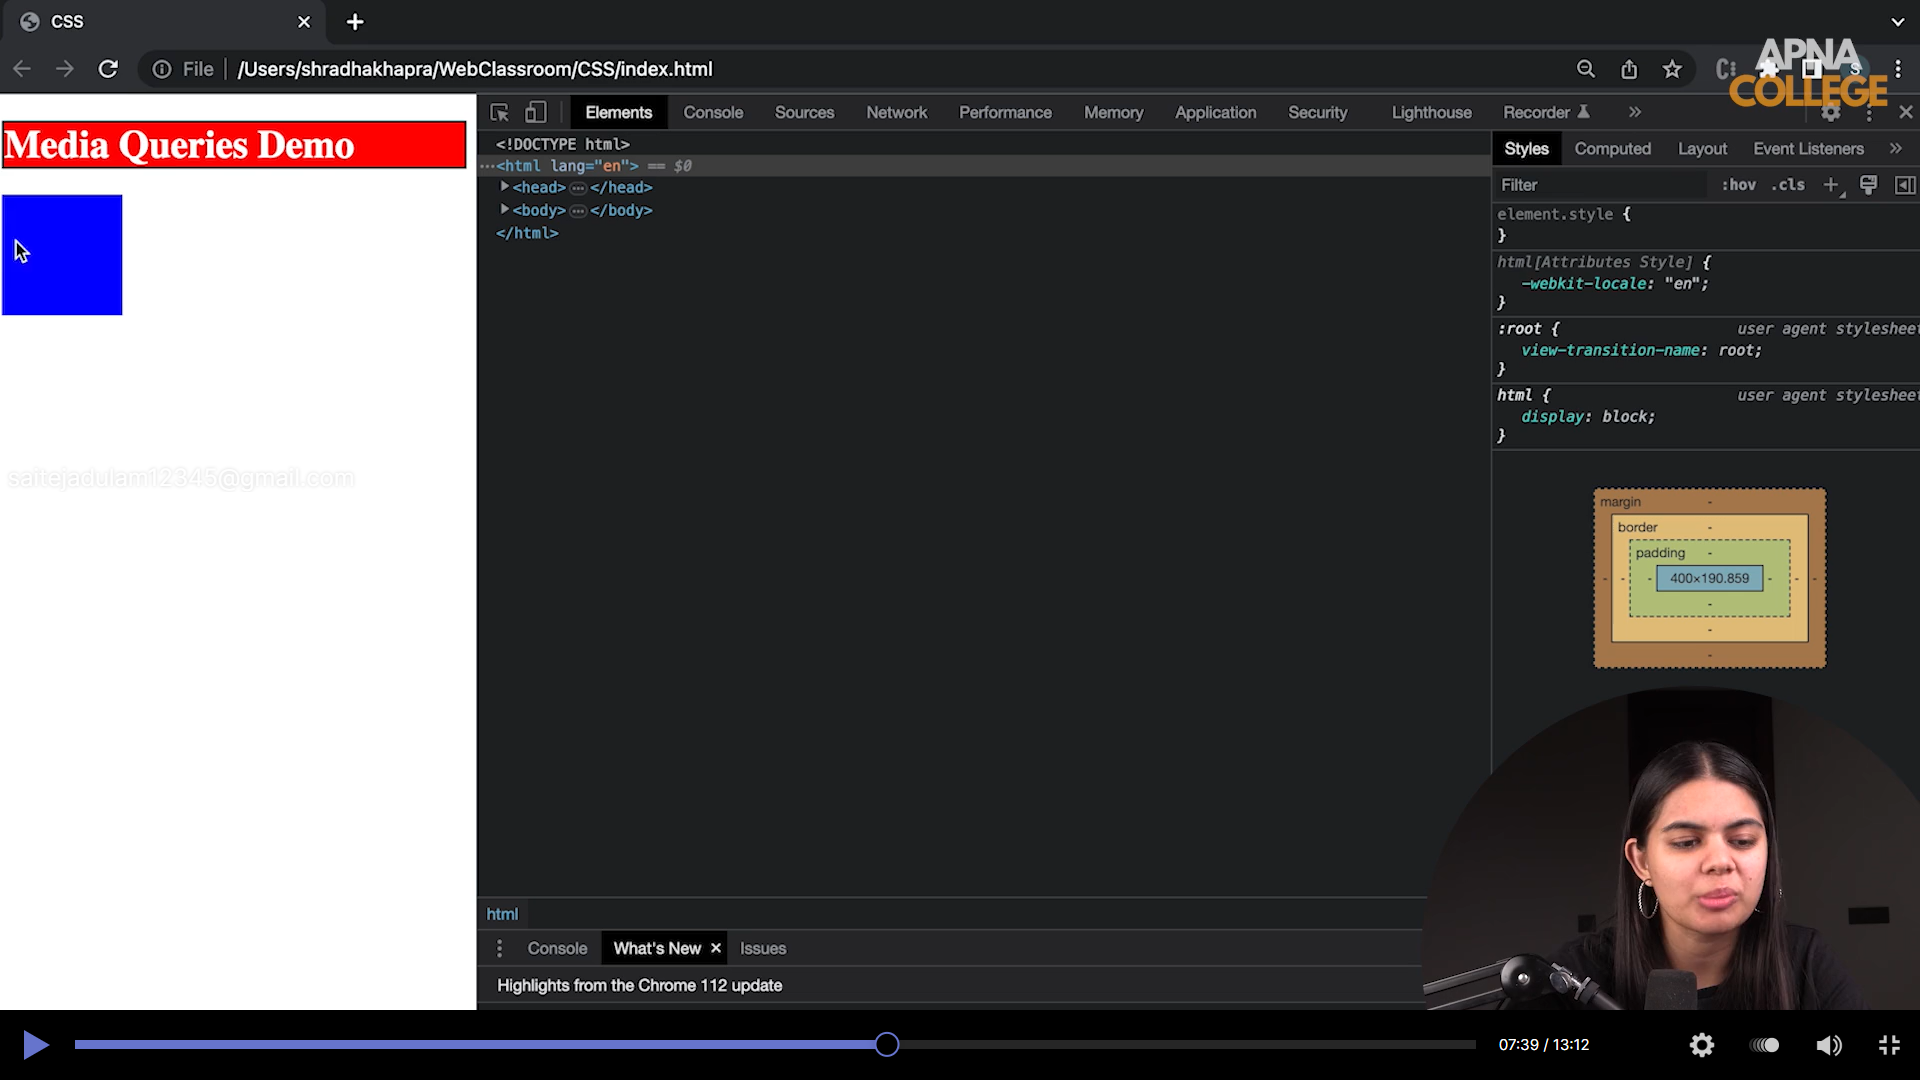 CSS
File /Users/shradhakhapra/WebClassroom/CSS/index.html
APNA
COLLEGE
Elements Console Sources Network Performance Memory Application Security Lighthouse Recorder
Media Queries Demo
<!DOCTYPE html>
<html lang="en"> == $0
<head> ⋯ </head>
<body> ⋯ </body>
</html>
Styles Computed Layout Event Listeners
Filter :hov .cls
element.style {
}
html[Attributes Style] {
-webkit-locale: "en";
}
:root { user agent stylesheet
view-transition-name: root;
}
html { user agent stylesheet
display: block;
}
saitejadulam12345@gmail.com
margin -
border -
padding -
- - - 400×190.859 - - -
-
-
-
html
Console What's New Issues
Highlights from the Chrome 112 update
07:39 / 13:12